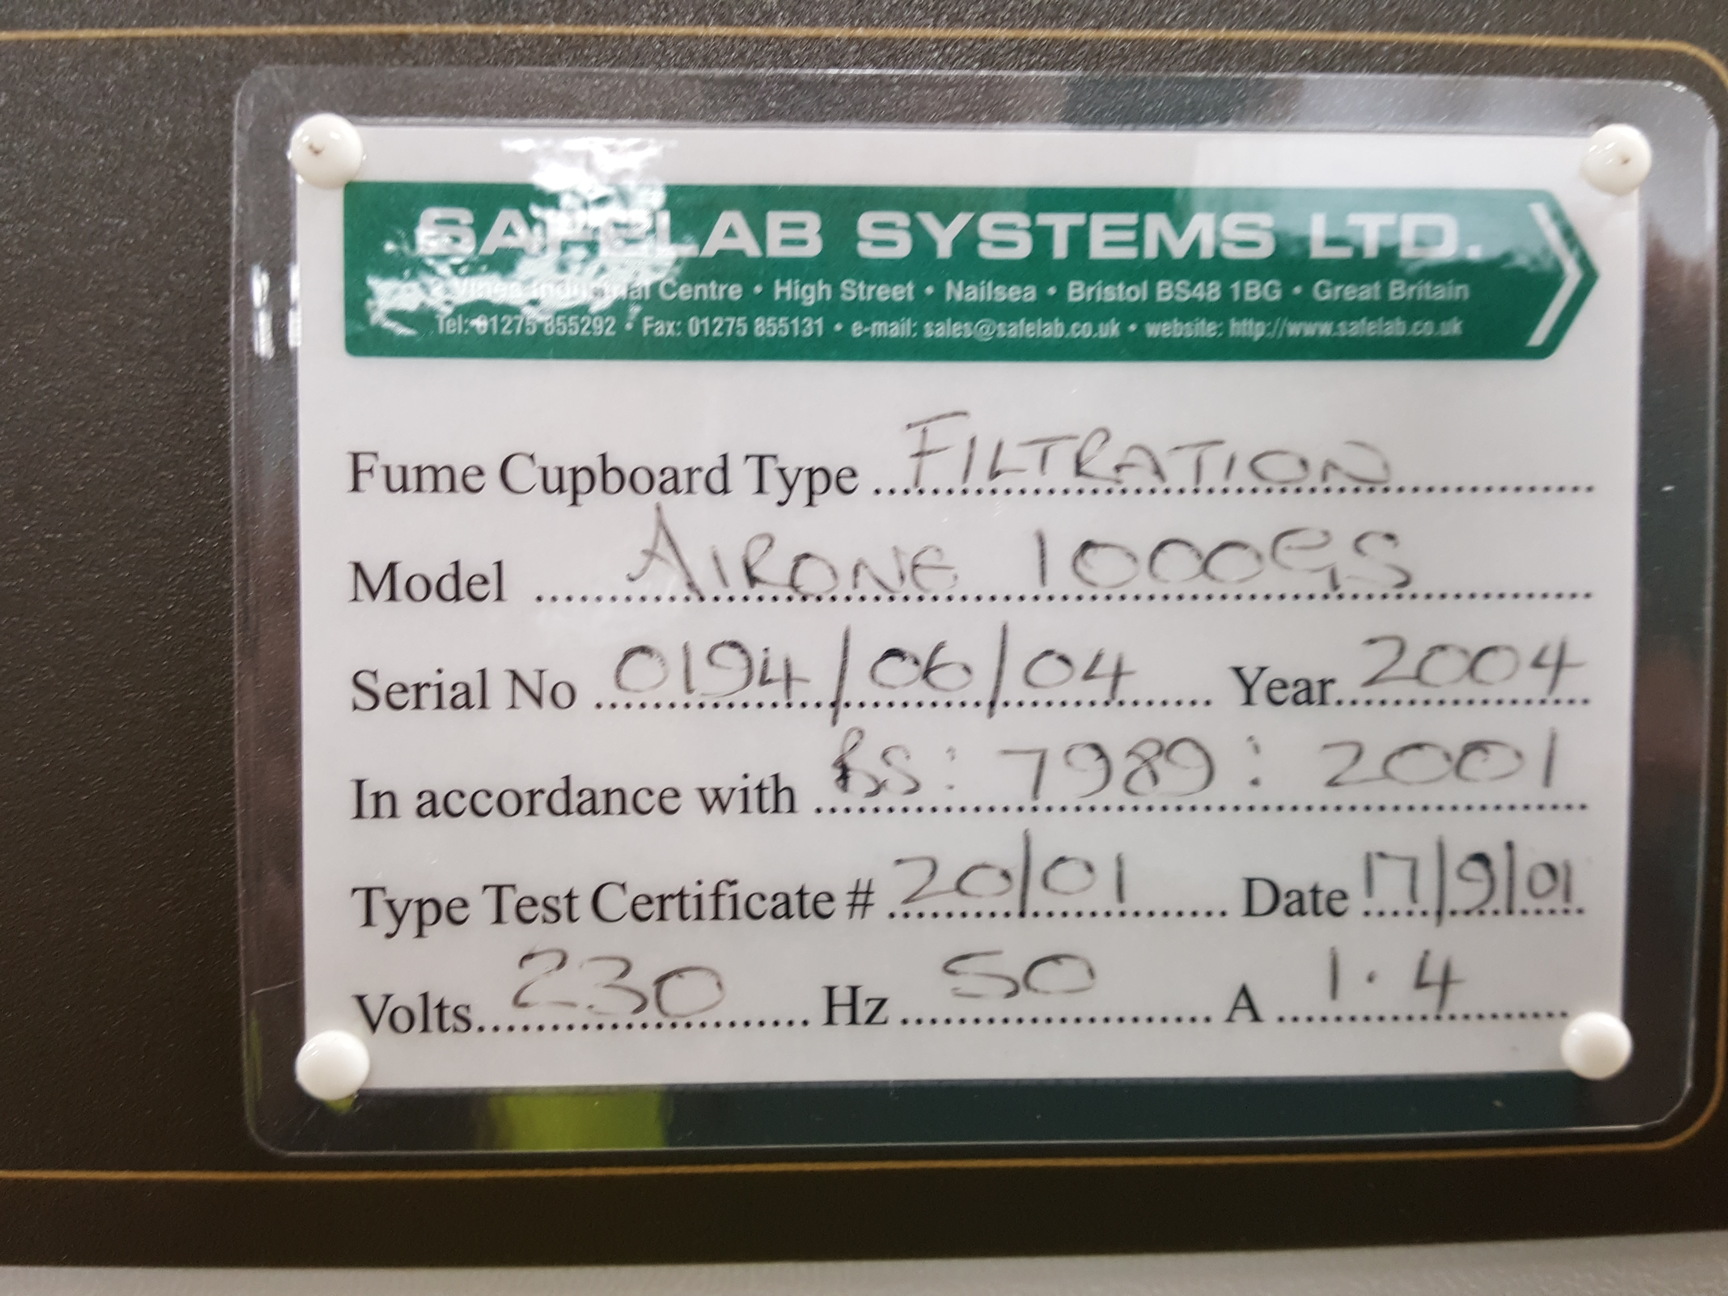 SAFELAB SYSTEMS LTD.
Vines Industrial Centre • High Street • Nailsea • Bristol BS48 1BG • Great Britain
Tel: 01275 855292 • Fax: 01275 855131 • e-mail: sales@safelab.co.uk • website: http://www.safelab.co.uk
Fume Cupboard Type FILTRATION
Model AIRONE 1000GS
Serial No 0194/06/04 Year 2004
In accordance with BS: 7989: 2001
Type Test Certificate # 20/01 Date 17/9/01
Volts 230 Hz 50 A 1.4